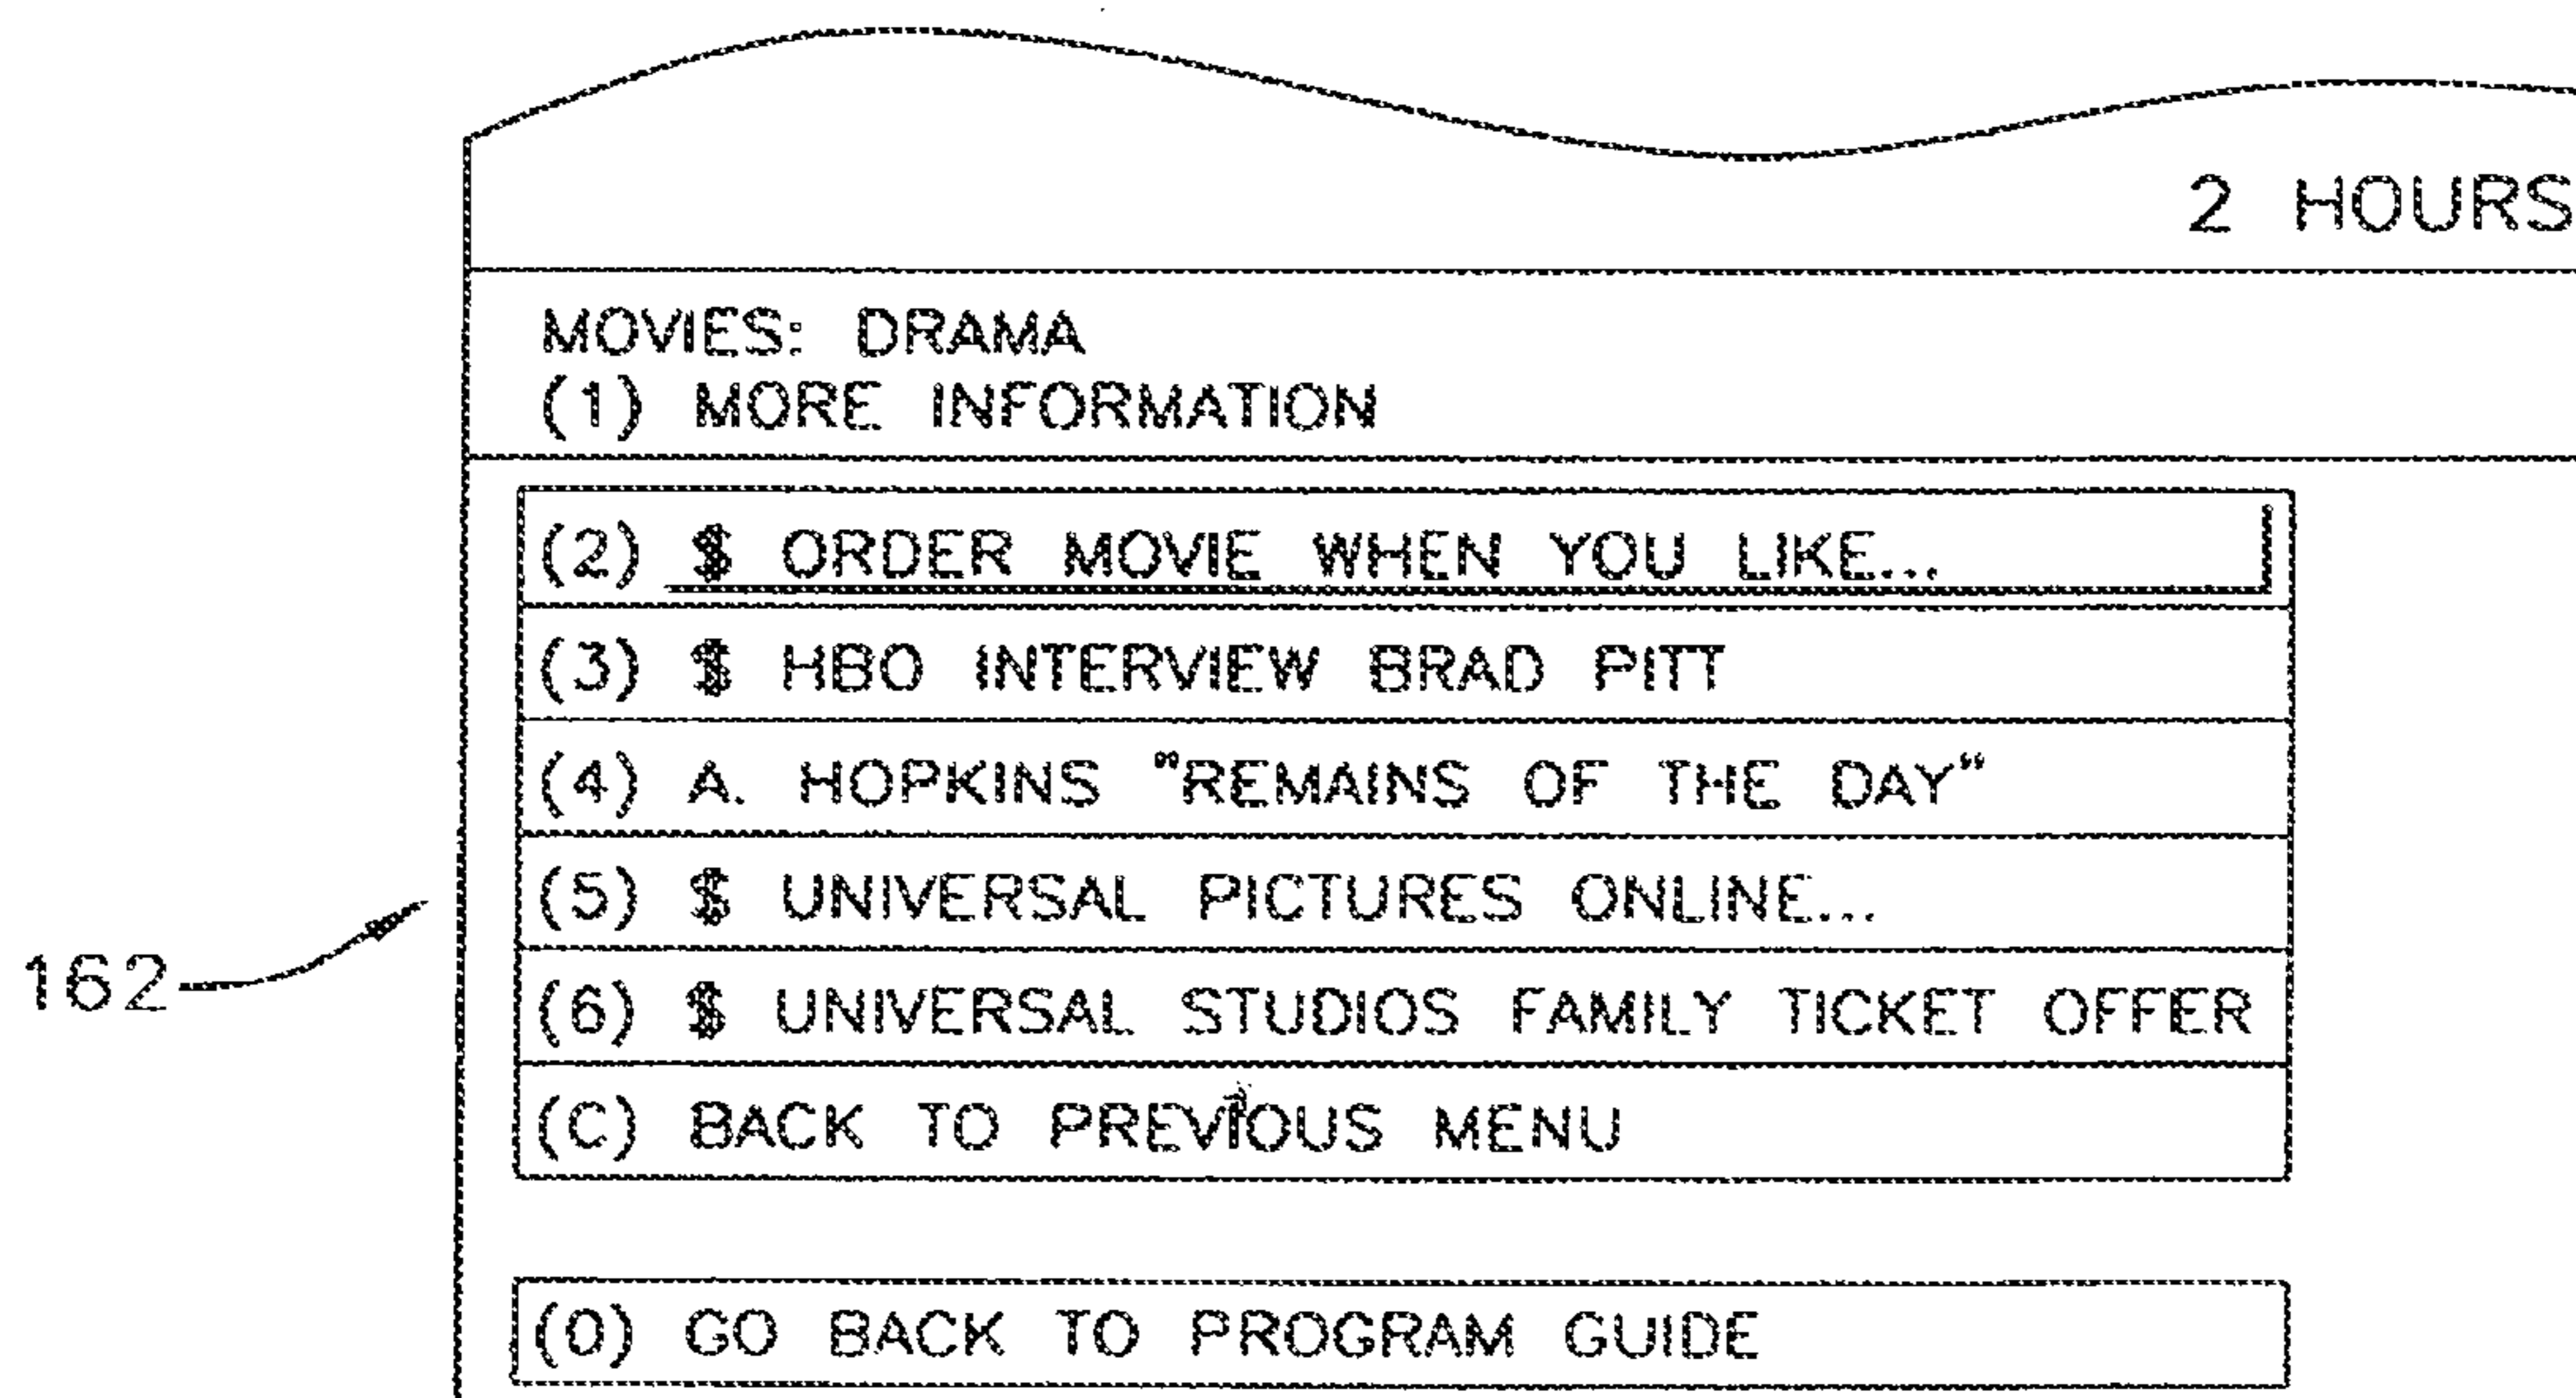 2 HOURS
MOVIES: DRAMA
(1) MORE INFORMATION
(2) $ ORDER MOVIE WHEN YOU LIKE...
(3) $ HBO INTERVIEW BRAD PITT
(4) A. HOPKINS "REMAINS OF THE DAY"
(5) $ UNIVERSAL PICTURES ONLINE...
162
(6) $ UNIVERSAL STUDIOS FAMILY TICKET OFFER
(C) BACK TO PREVIOUS MENU
(0) GO BACK TO PROGRAM GUIDE